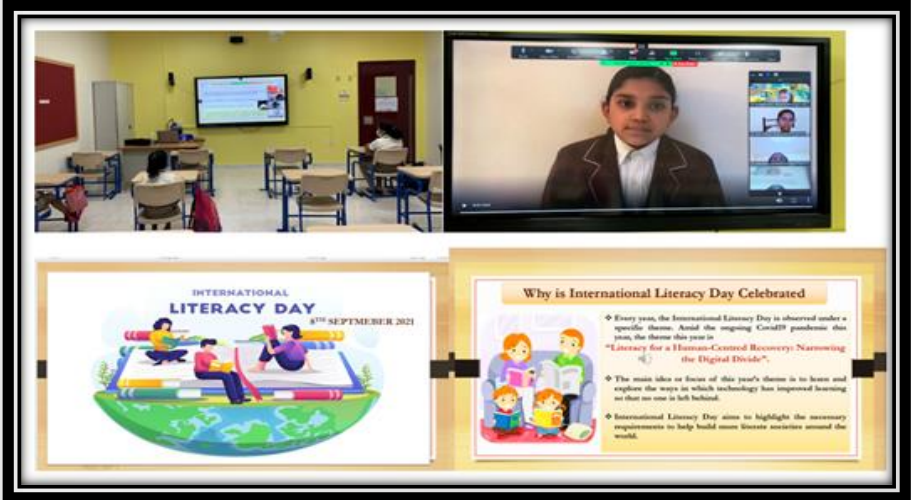 INTERNATIONAL
LITERACY DAY
8TH SEPTMEBER 2021
Why is International Literacy Day Celebrated
❖ Every year, the International Literacy Day is observed under a
specific theme. Amid the ongoing Covid19 pandemic this
year, the theme this year is
"Literacy for a Human-Centred Recovery: Narrowing
the Digital Divide".
❖ The main idea or focus of this year's theme is to learn and
explore the ways in which technology has improved learning
so that no one is left behind.
❖ International Literacy Day aims to highlight the necessary
requirements to help build more literate societies around the
world.